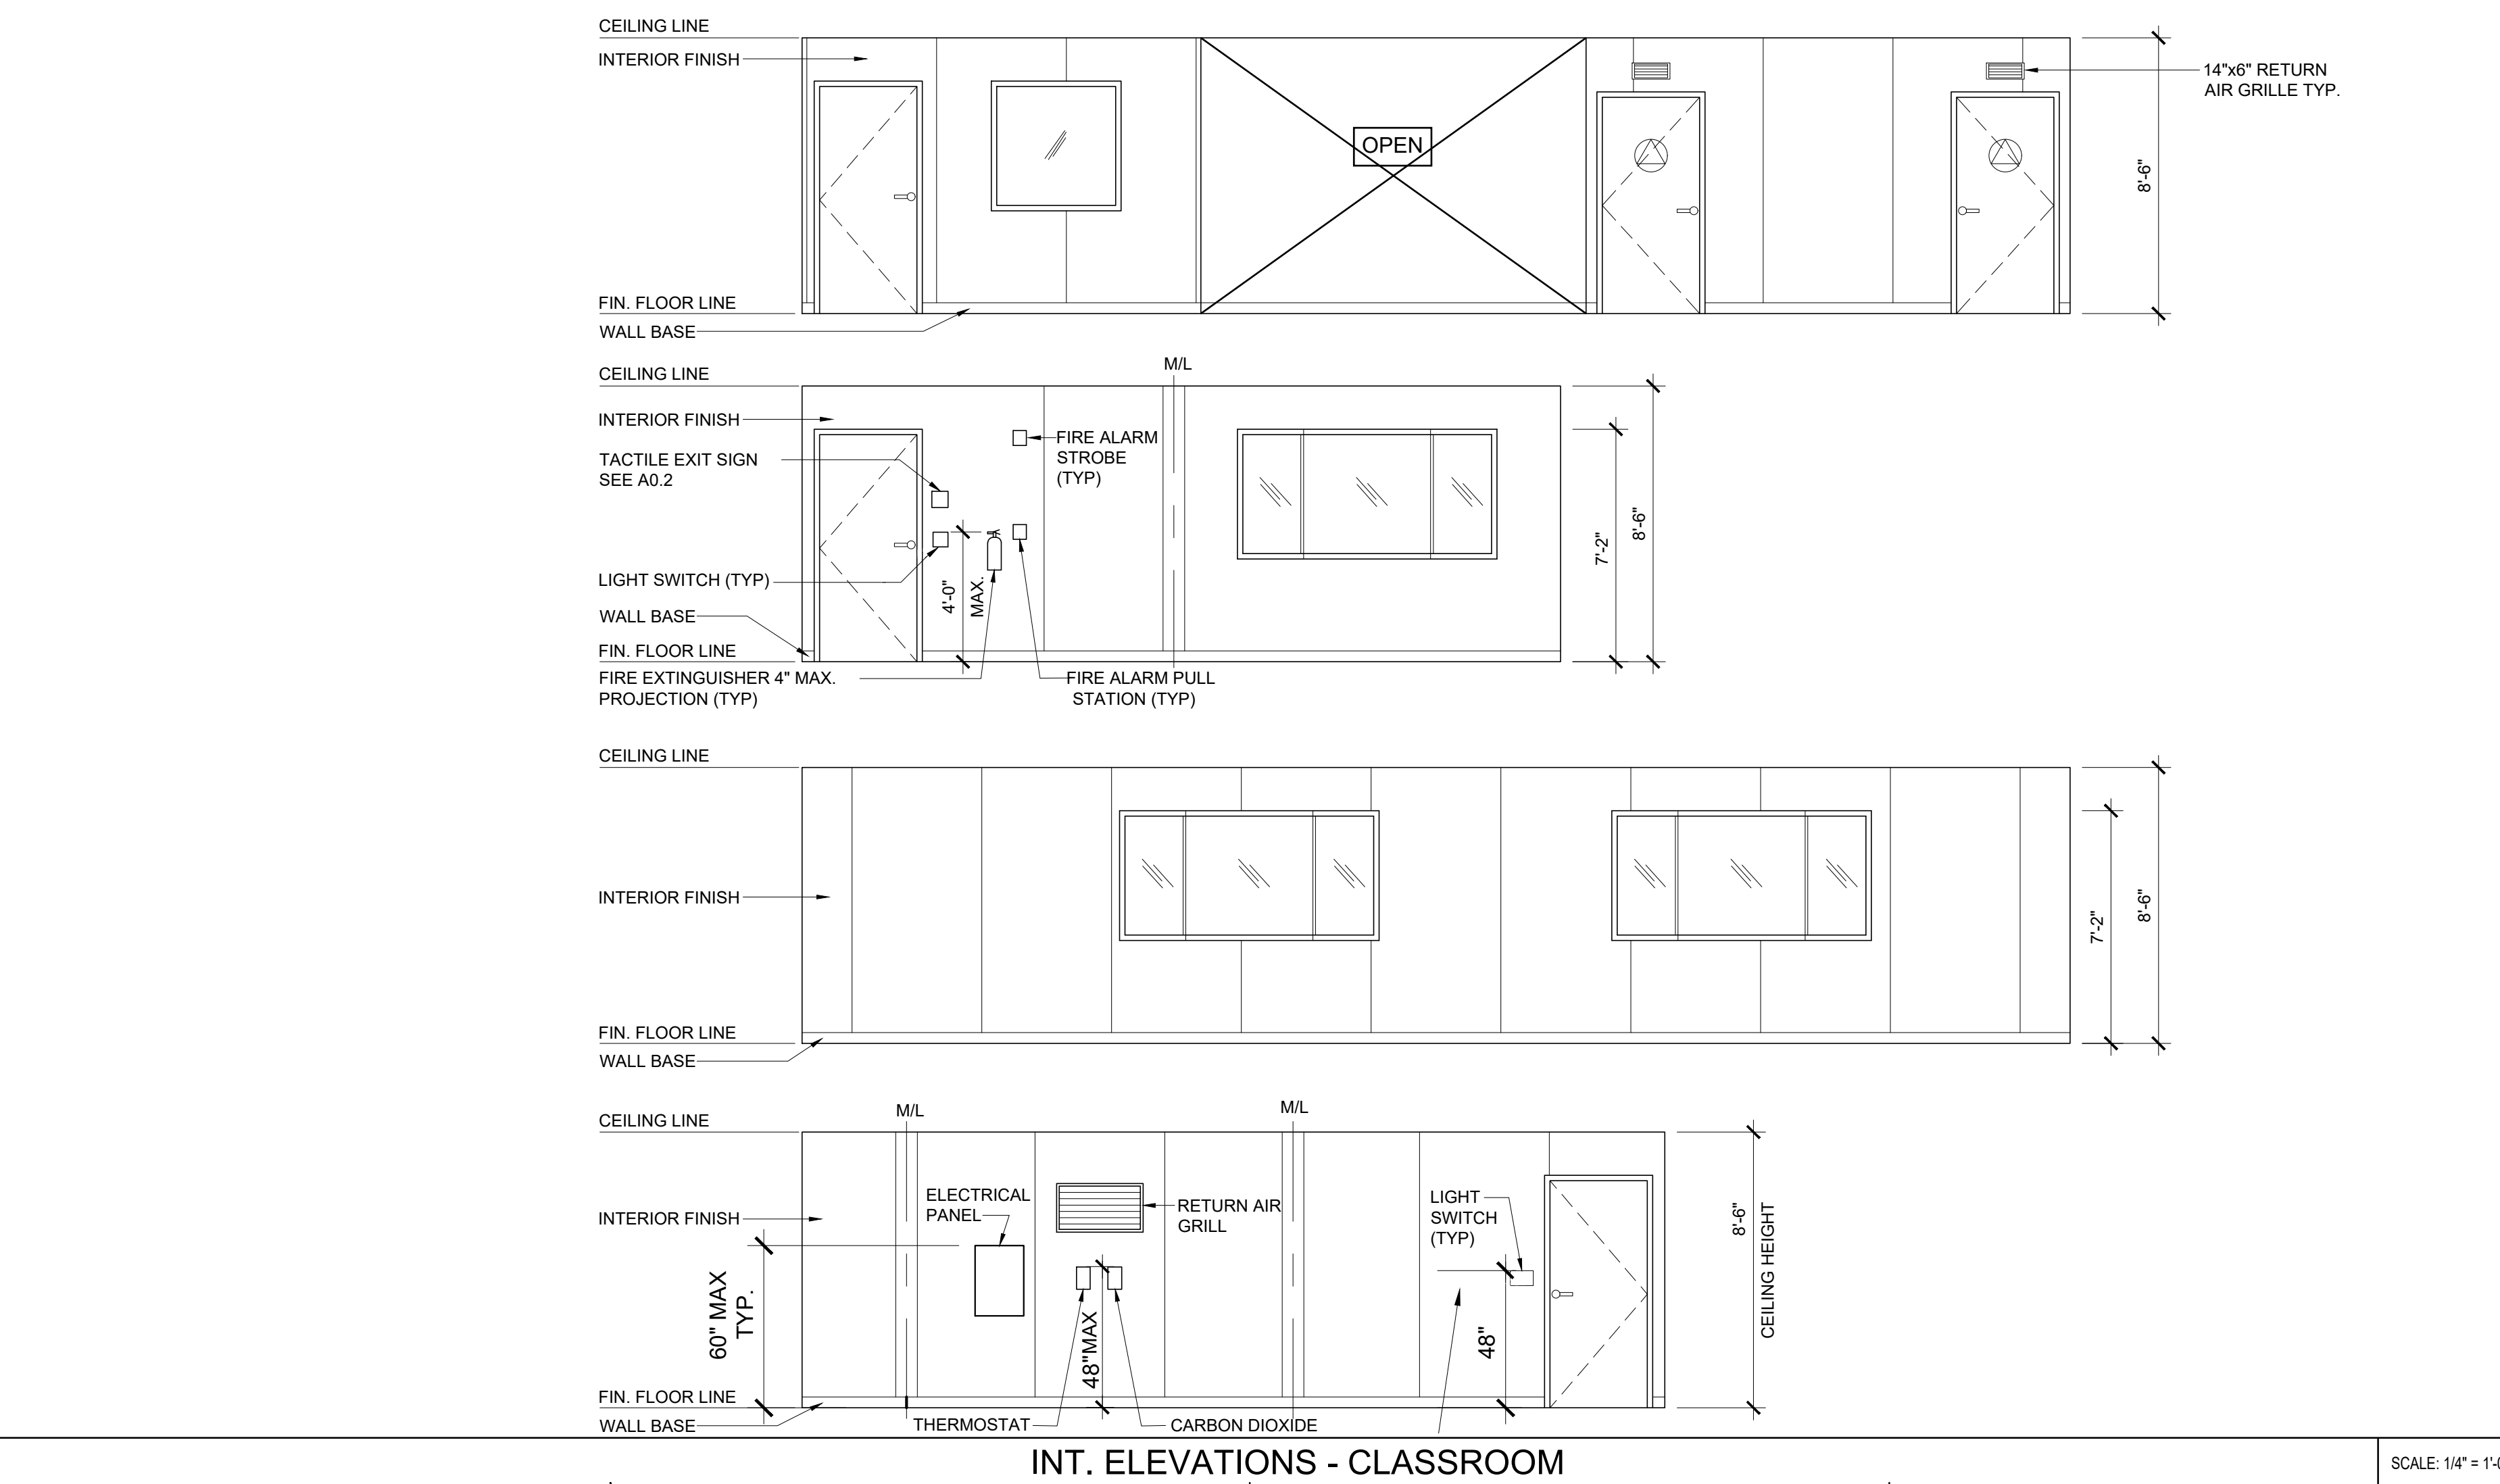 CEILING LINE
INTERIOR FINISH
14"x6" RETURN
AIR GRILLE TYP.
OPEN
8'-6"
FIN. FLOOR LINE
WALL BASE
M/L
CEILING LINE
INTERIOR FINISH
FIRE ALARM
STROBE
(TYP)
TACTILE EXIT SIGN
SEE A0.2
7'-2"
8'-6"
LIGHT SWITCH (TYP)
4'-0"
MAX.
WALL BASE
FIN. FLOOR LINE
FIRE EXTINGUISHER 4" MAX.
PROJECTION (TYP)
FIRE ALARM PULL
STATION (TYP)
CEILING LINE
INTERIOR FINISH
7'-2"
8'-6"
FIN. FLOOR LINE
WALL BASE
M/L
M/L
CEILING LINE
ELECTRICAL
PANEL
RETURN AIR
GRILL
LIGHT
SWITCH
(TYP)
INTERIOR FINISH
8'-6"
CEILING HEIGHT
60" MAX
TYP.
48"MAX
48"
FIN. FLOOR LINE
WALL BASE
THERMOSTAT
CARBON DIOXIDE
INT. ELEVATIONS - CLASSROOM
SCALE: 1/4" = 1'-0